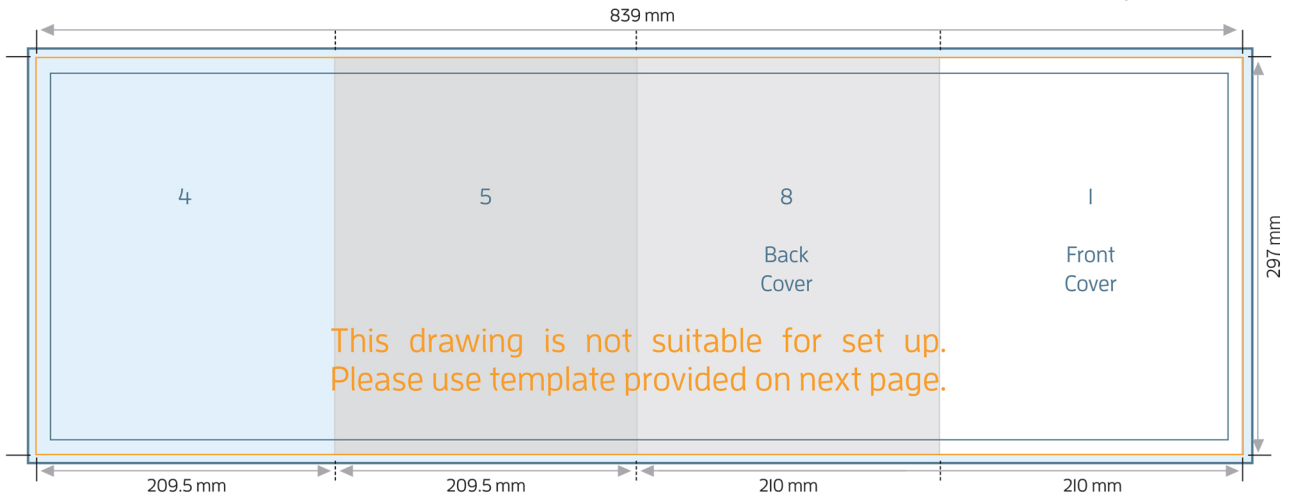 839 mm
4
5
8
1
Back
Cover
Front
Cover
297 mm
This drawing is not suitable for set up.
Please use template provided on next page.
209.5 mm
209.5 mm
210 mm
210 mm